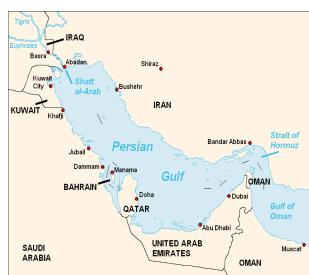 Tigris
IRAQ
Euphrates
Basra
Abadan
Shatt
al-Arab
Shiraz
Kuwait
City
Bushehr
IRAN
KUWAIT
Khafji
Strait of
Hormuz
Bandar Abbas
Persian
Gulf
Jubail
Dammam
Manama
BAHRAIN
OMAN
Doha
Dubai
QATAR
Gulf of
Oman
Abu Dhabi
SAUDI
ARABIA
UNITED ARAB
EMIRATES
OMAN
Muscat